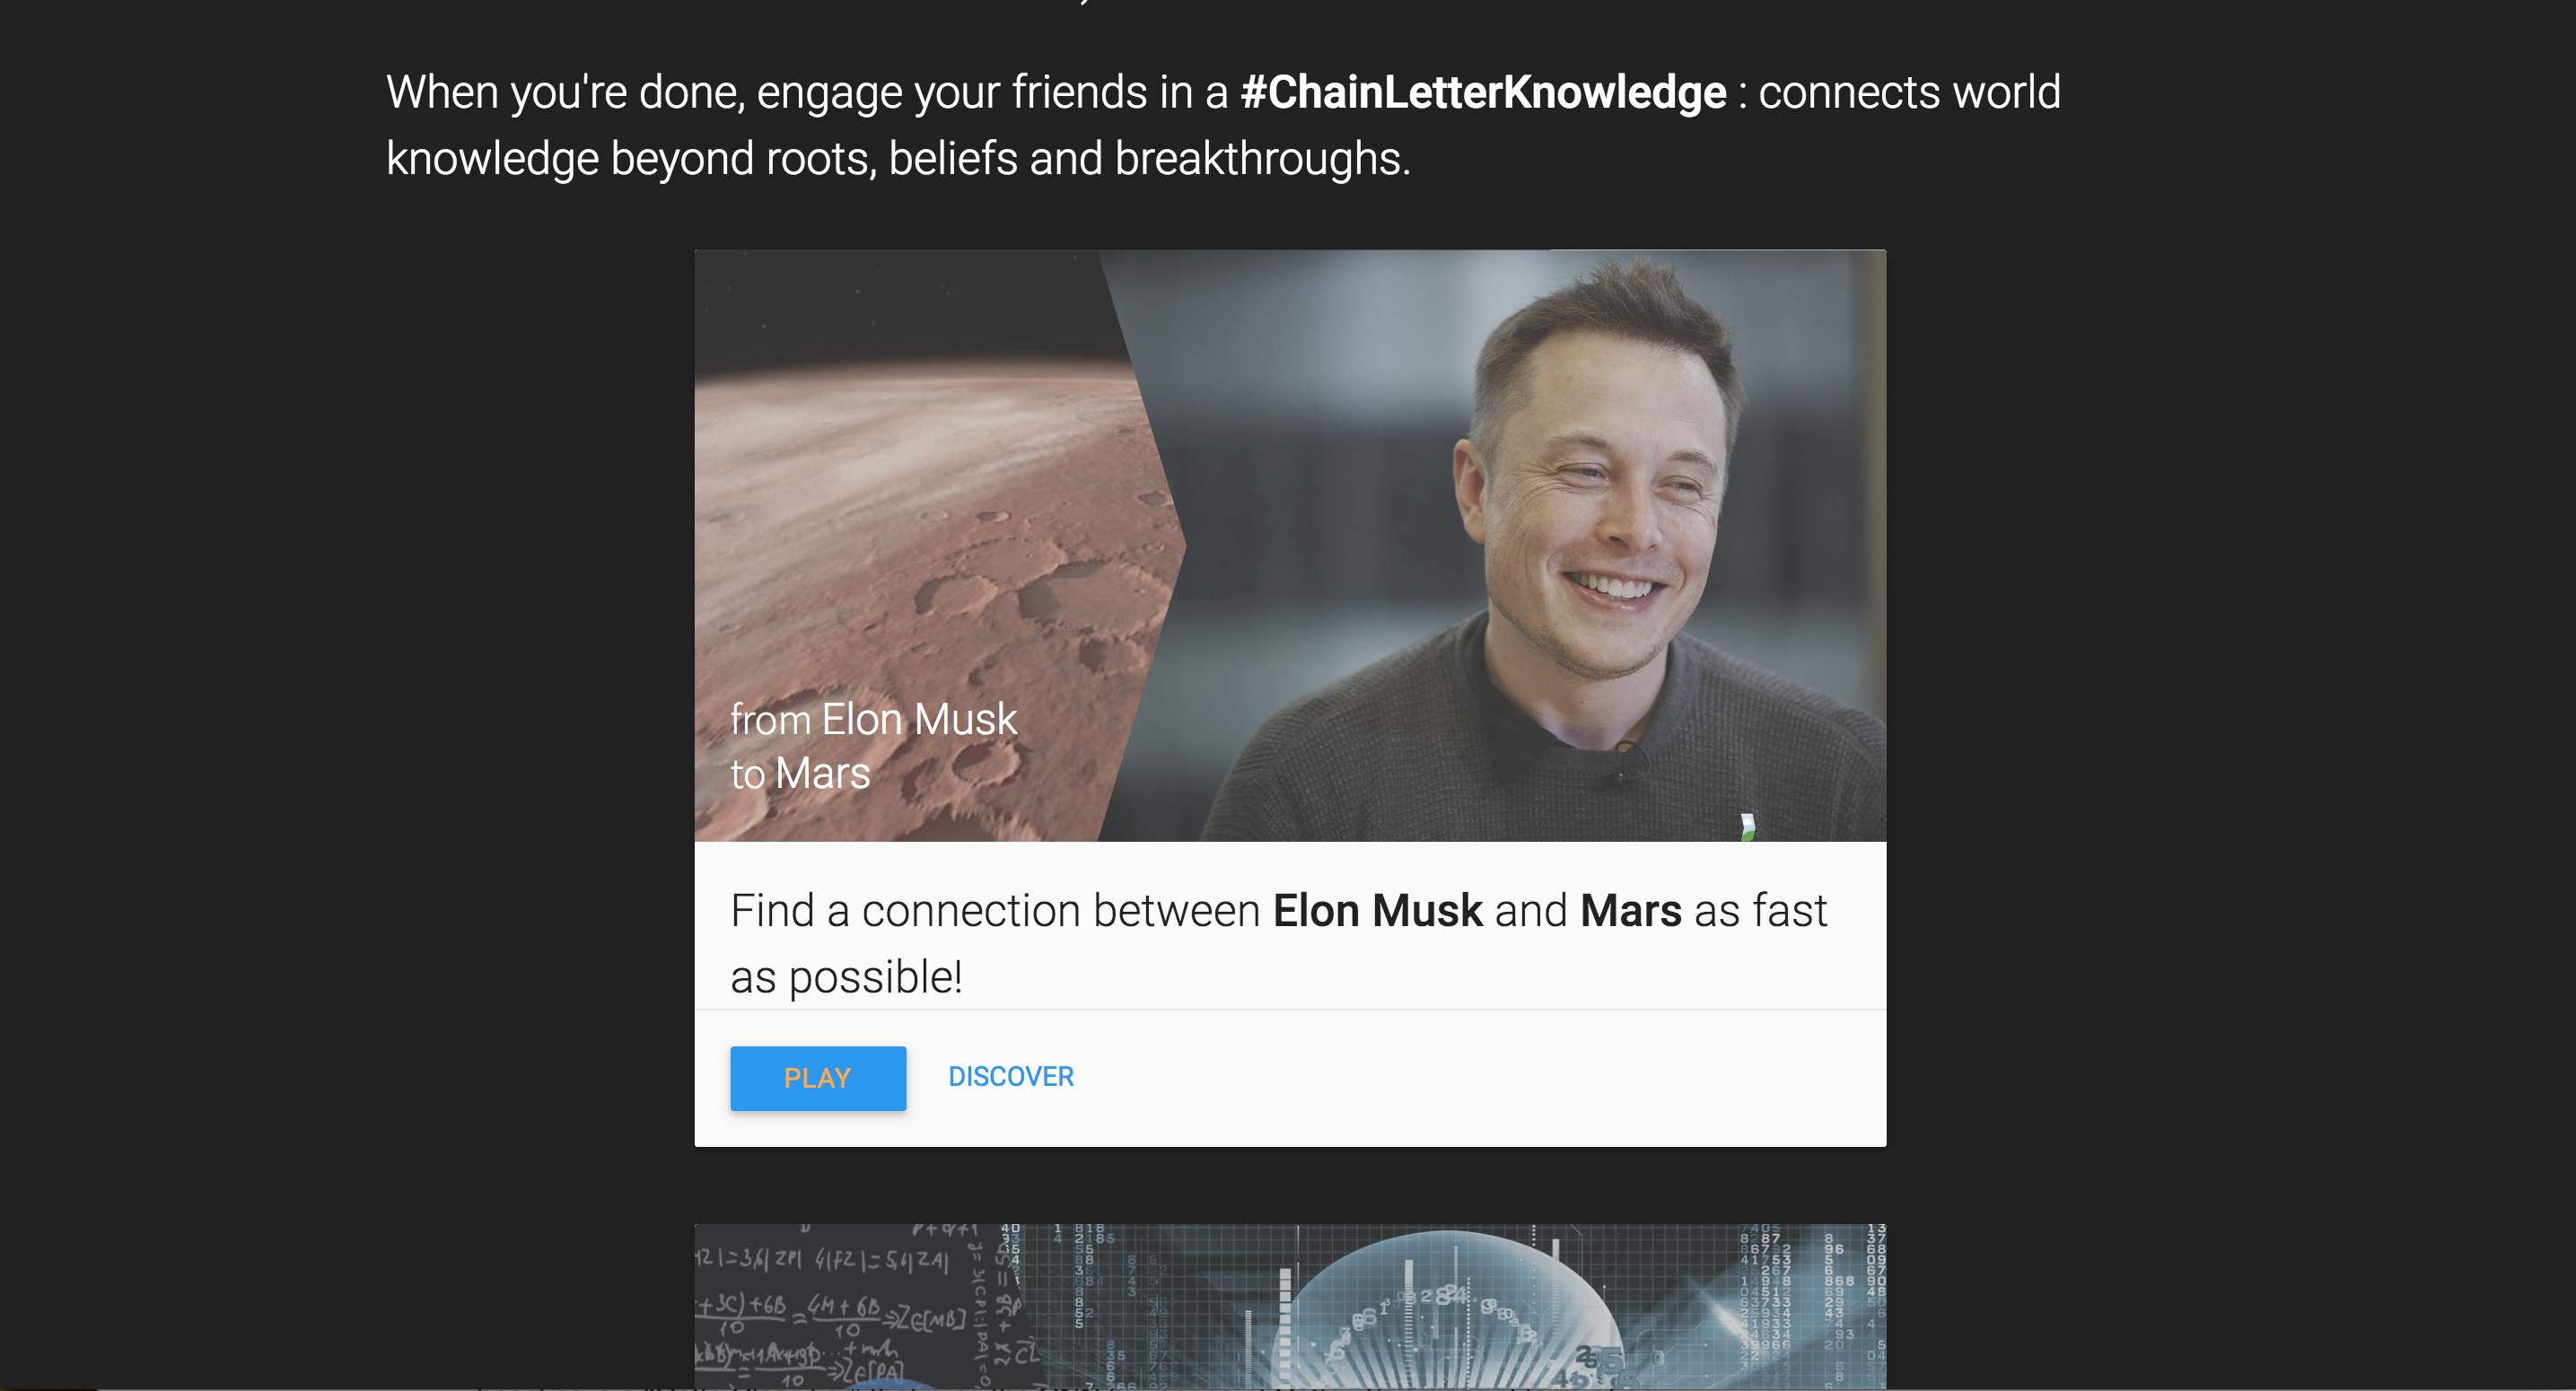 When you're done, engage your friends in a #ChainLetterKnowledge : connects world
knowledge beyond roots, beliefs and breakthroughs.
from Elon Musk
to Mars
Find a connection between Elon Musk and Mars as fast
as possible!
PLAY
DISCOVER